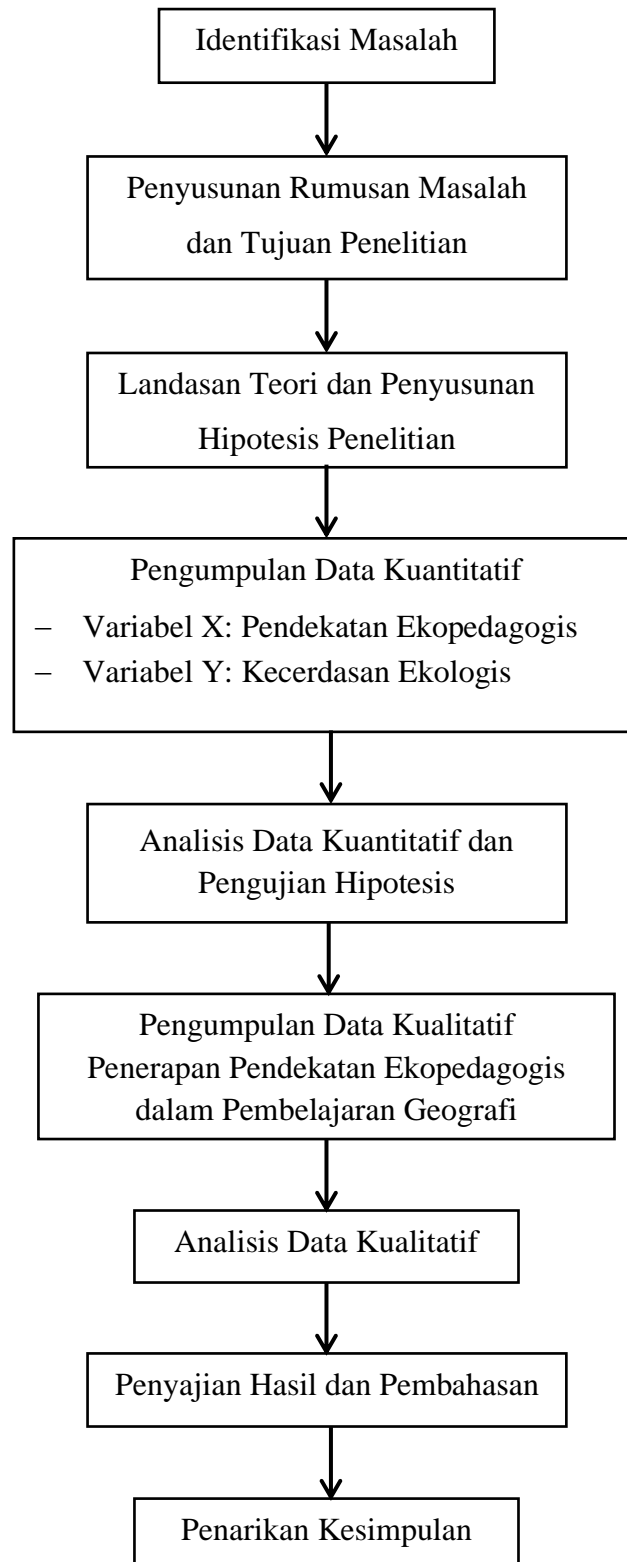 Identifikasi Masalah
Penyusunan Rumusan Masalah
dan Tujuan Penelitian
Landasan Teori dan Penyusunan
Hipotesis Penelitian
Pengumpulan Data Kuantitatif
– Variabel X: Pendekatan Ekopedagogis
– Variabel Y: Kecerdasan Ekologis
Analisis Data Kuantitatif dan
Pengujian Hipotesis
Pengumpulan Data Kualitatif
Penerapan Pendekatan Ekopedagogis
dalam Pembelajaran Geografi
Analisis Data Kualitatif
Penyajian Hasil dan Pembahasan
Penarikan Kesimpulan